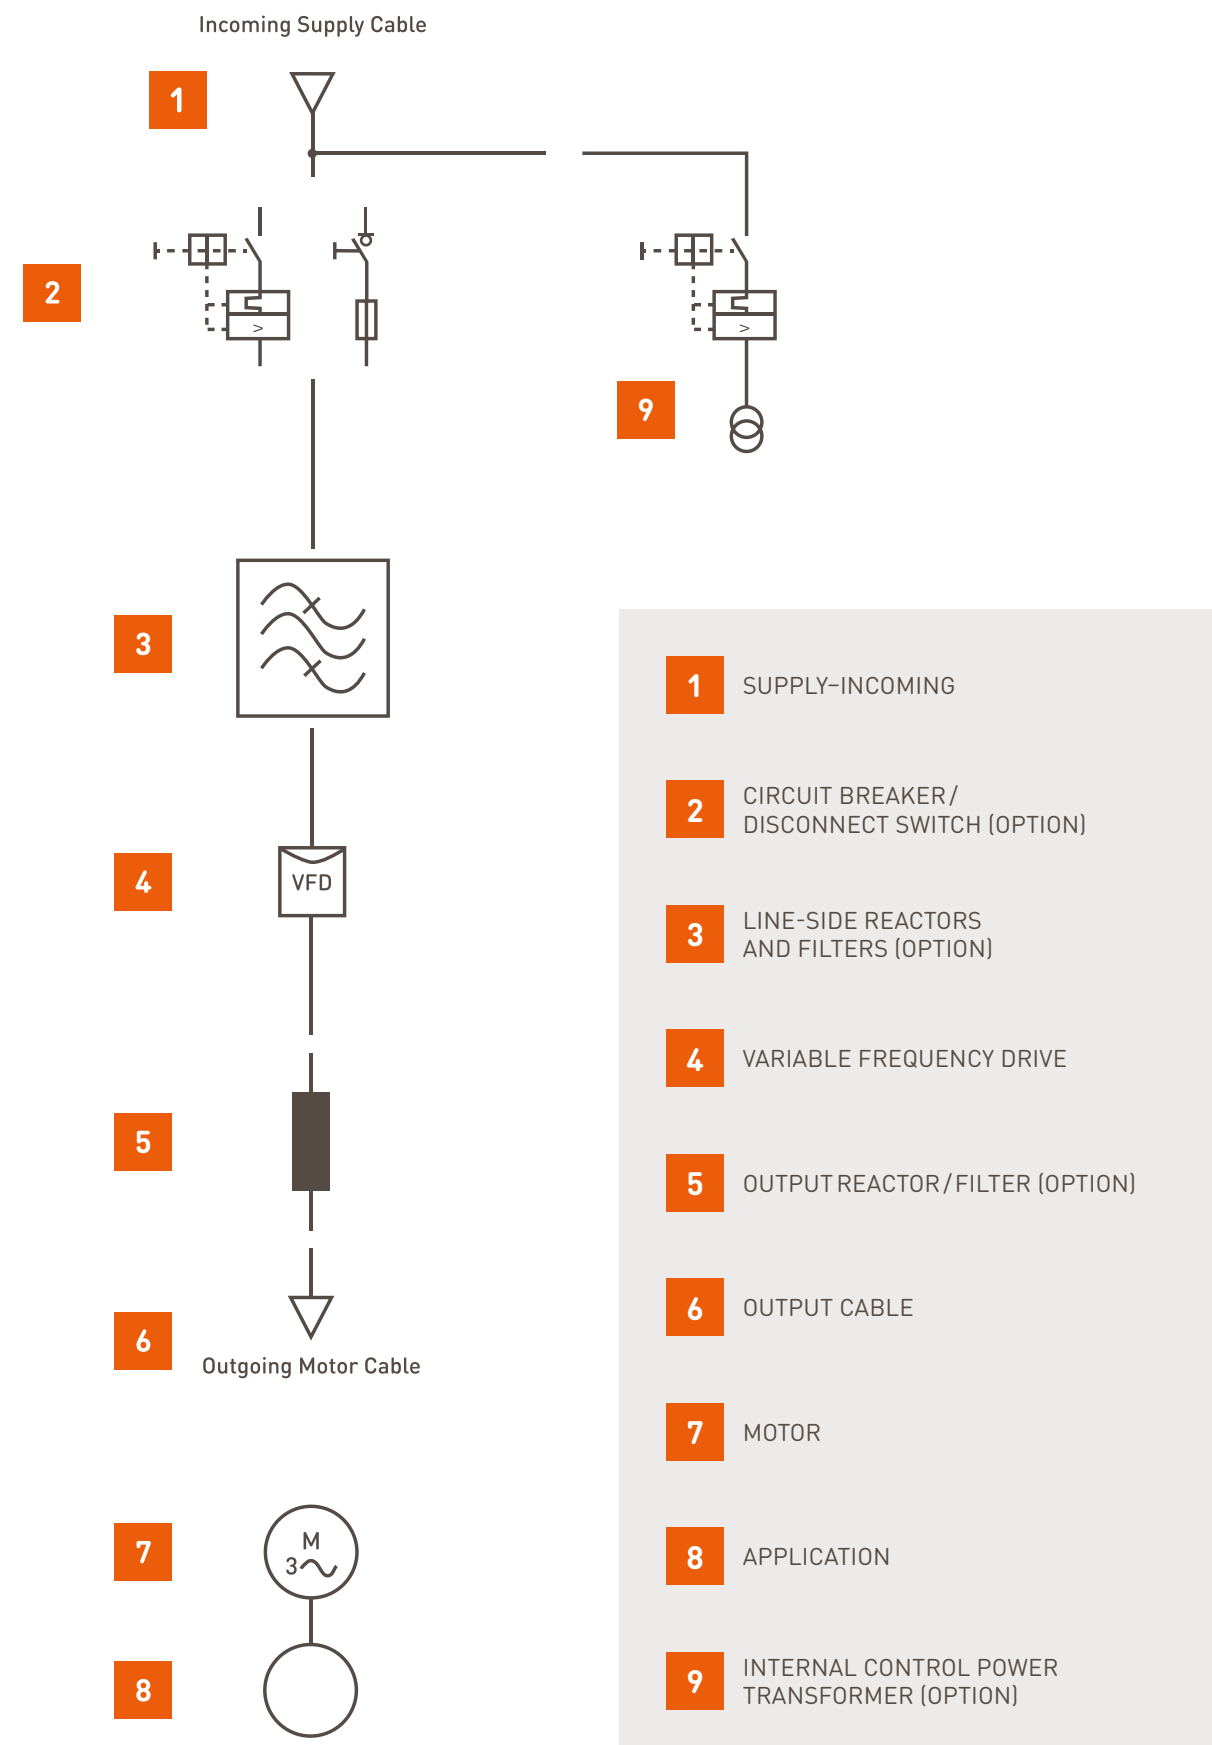 Incoming Supply Cable
1
2
>
>
9
3
4
VFD
5
6
Outgoing Motor Cable
7
M
3
8
1 SUPPLY–INCOMING
2 CIRCUIT BREAKER/
DISCONNECT SWITCH (OPTION)
3 LINE-SIDE REACTORS
AND FILTERS (OPTION)
4 VARIABLE FREQUENCY DRIVE
5 OUTPUT REACTOR/FILTER (OPTION)
6 OUTPUT CABLE
7 MOTOR
8 APPLICATION
9 INTERNAL CONTROL POWER
TRANSFORMER (OPTION)